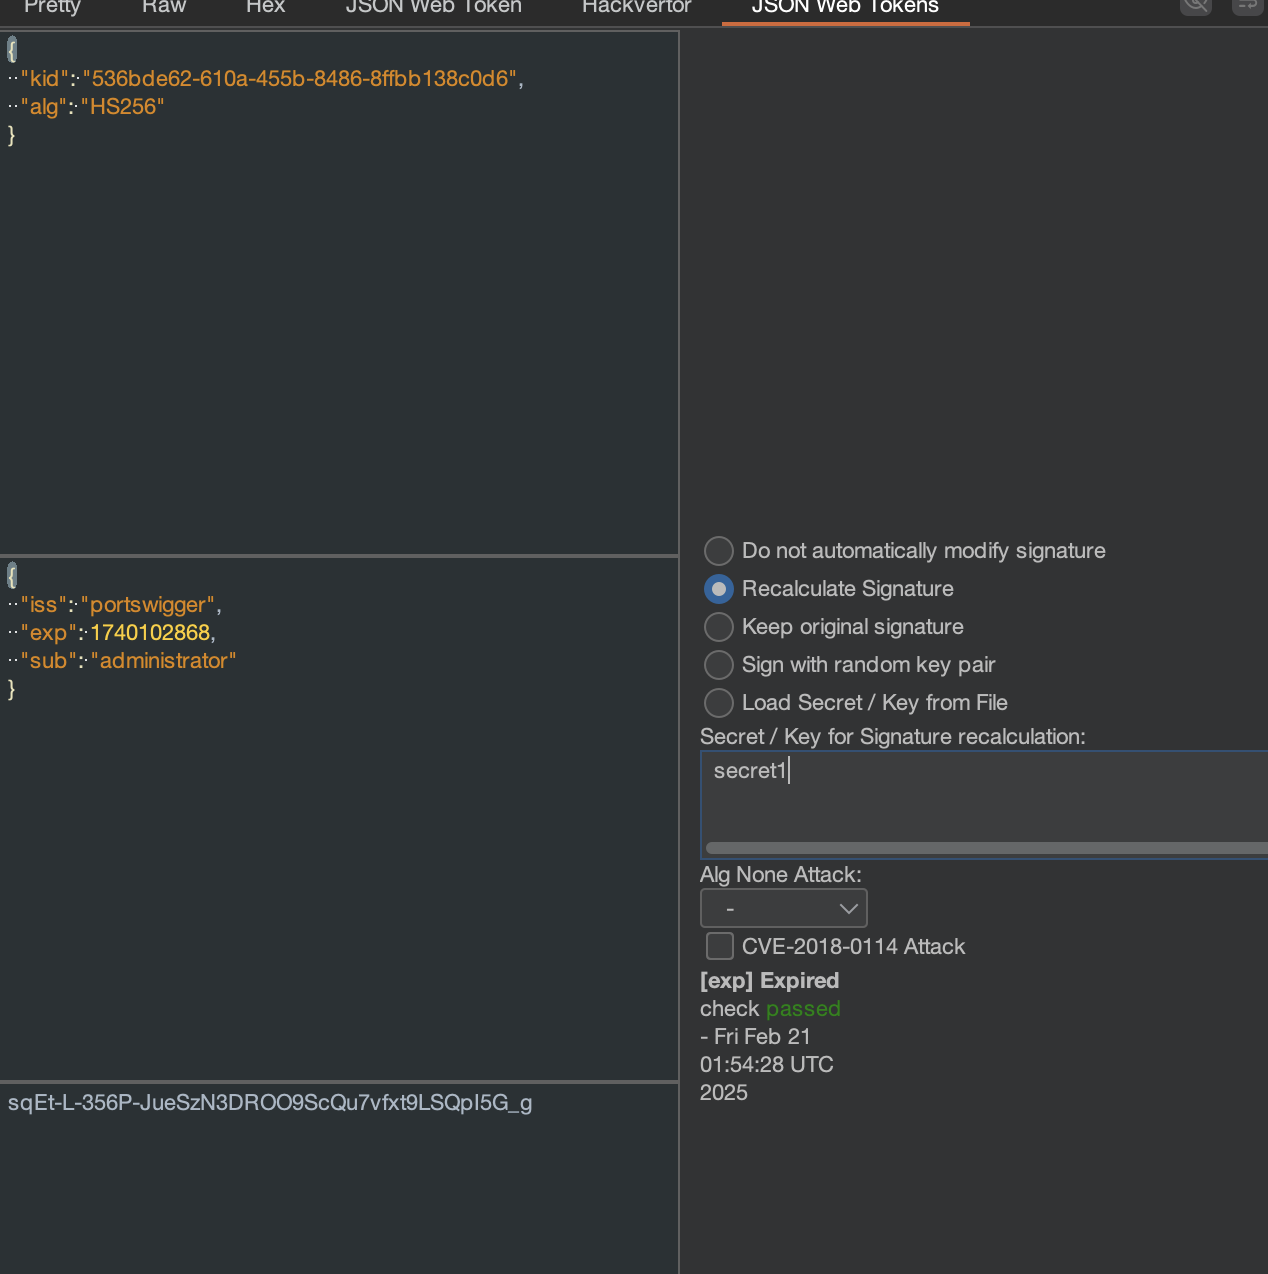 Pretty Raw Hex JSON Web Token Hackvertor JSON Web Tokens
{
"kid": "536bde62-610a-455b-8486-8ffbb138c0d6",
"alg": "HS256"
}
{
"iss": "portswigger",
"exp": 1740102868,
"sub": "administrator"
}
sqEt-L-356P-JueSzN3DROO9ScQu7vfxt9LSQpI5G_g
Do not automatically modify signature
Recalculate Signature
Keep original signature
Sign with random key pair
Load Secret / Key from File
Secret / Key for Signature recalculation:
secret1
Alg None Attack:
-
CVE-2018-0114 Attack
[exp] Expired
check passed
- Fri Feb 21
01:54:28 UTC
2025